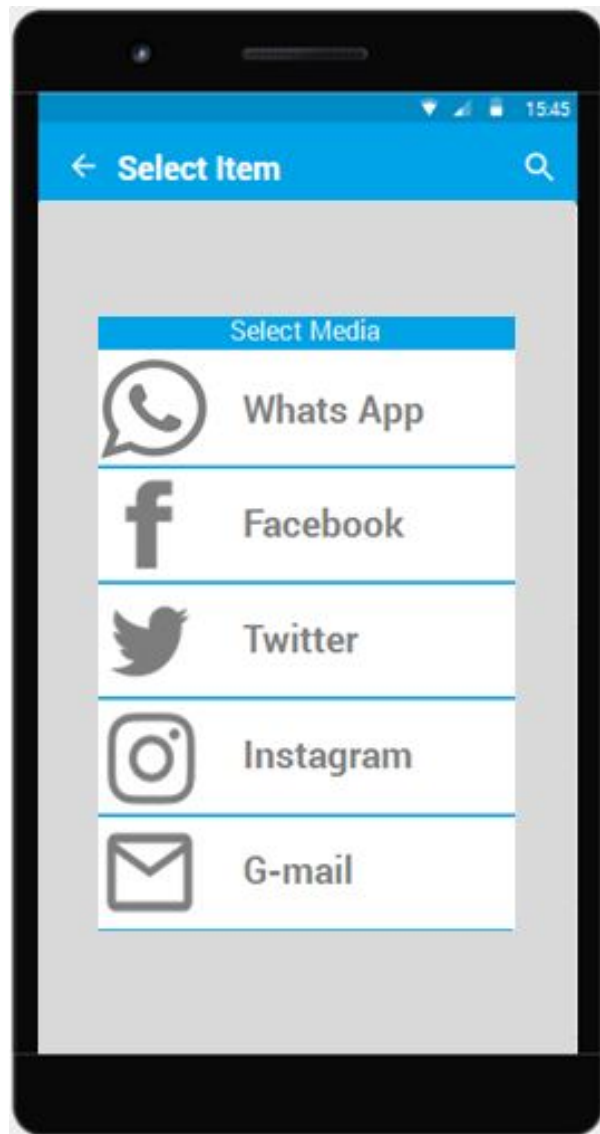 15:45
Select Item
Select Media
Whats App
Facebook
Twitter
Instagram
G-mail